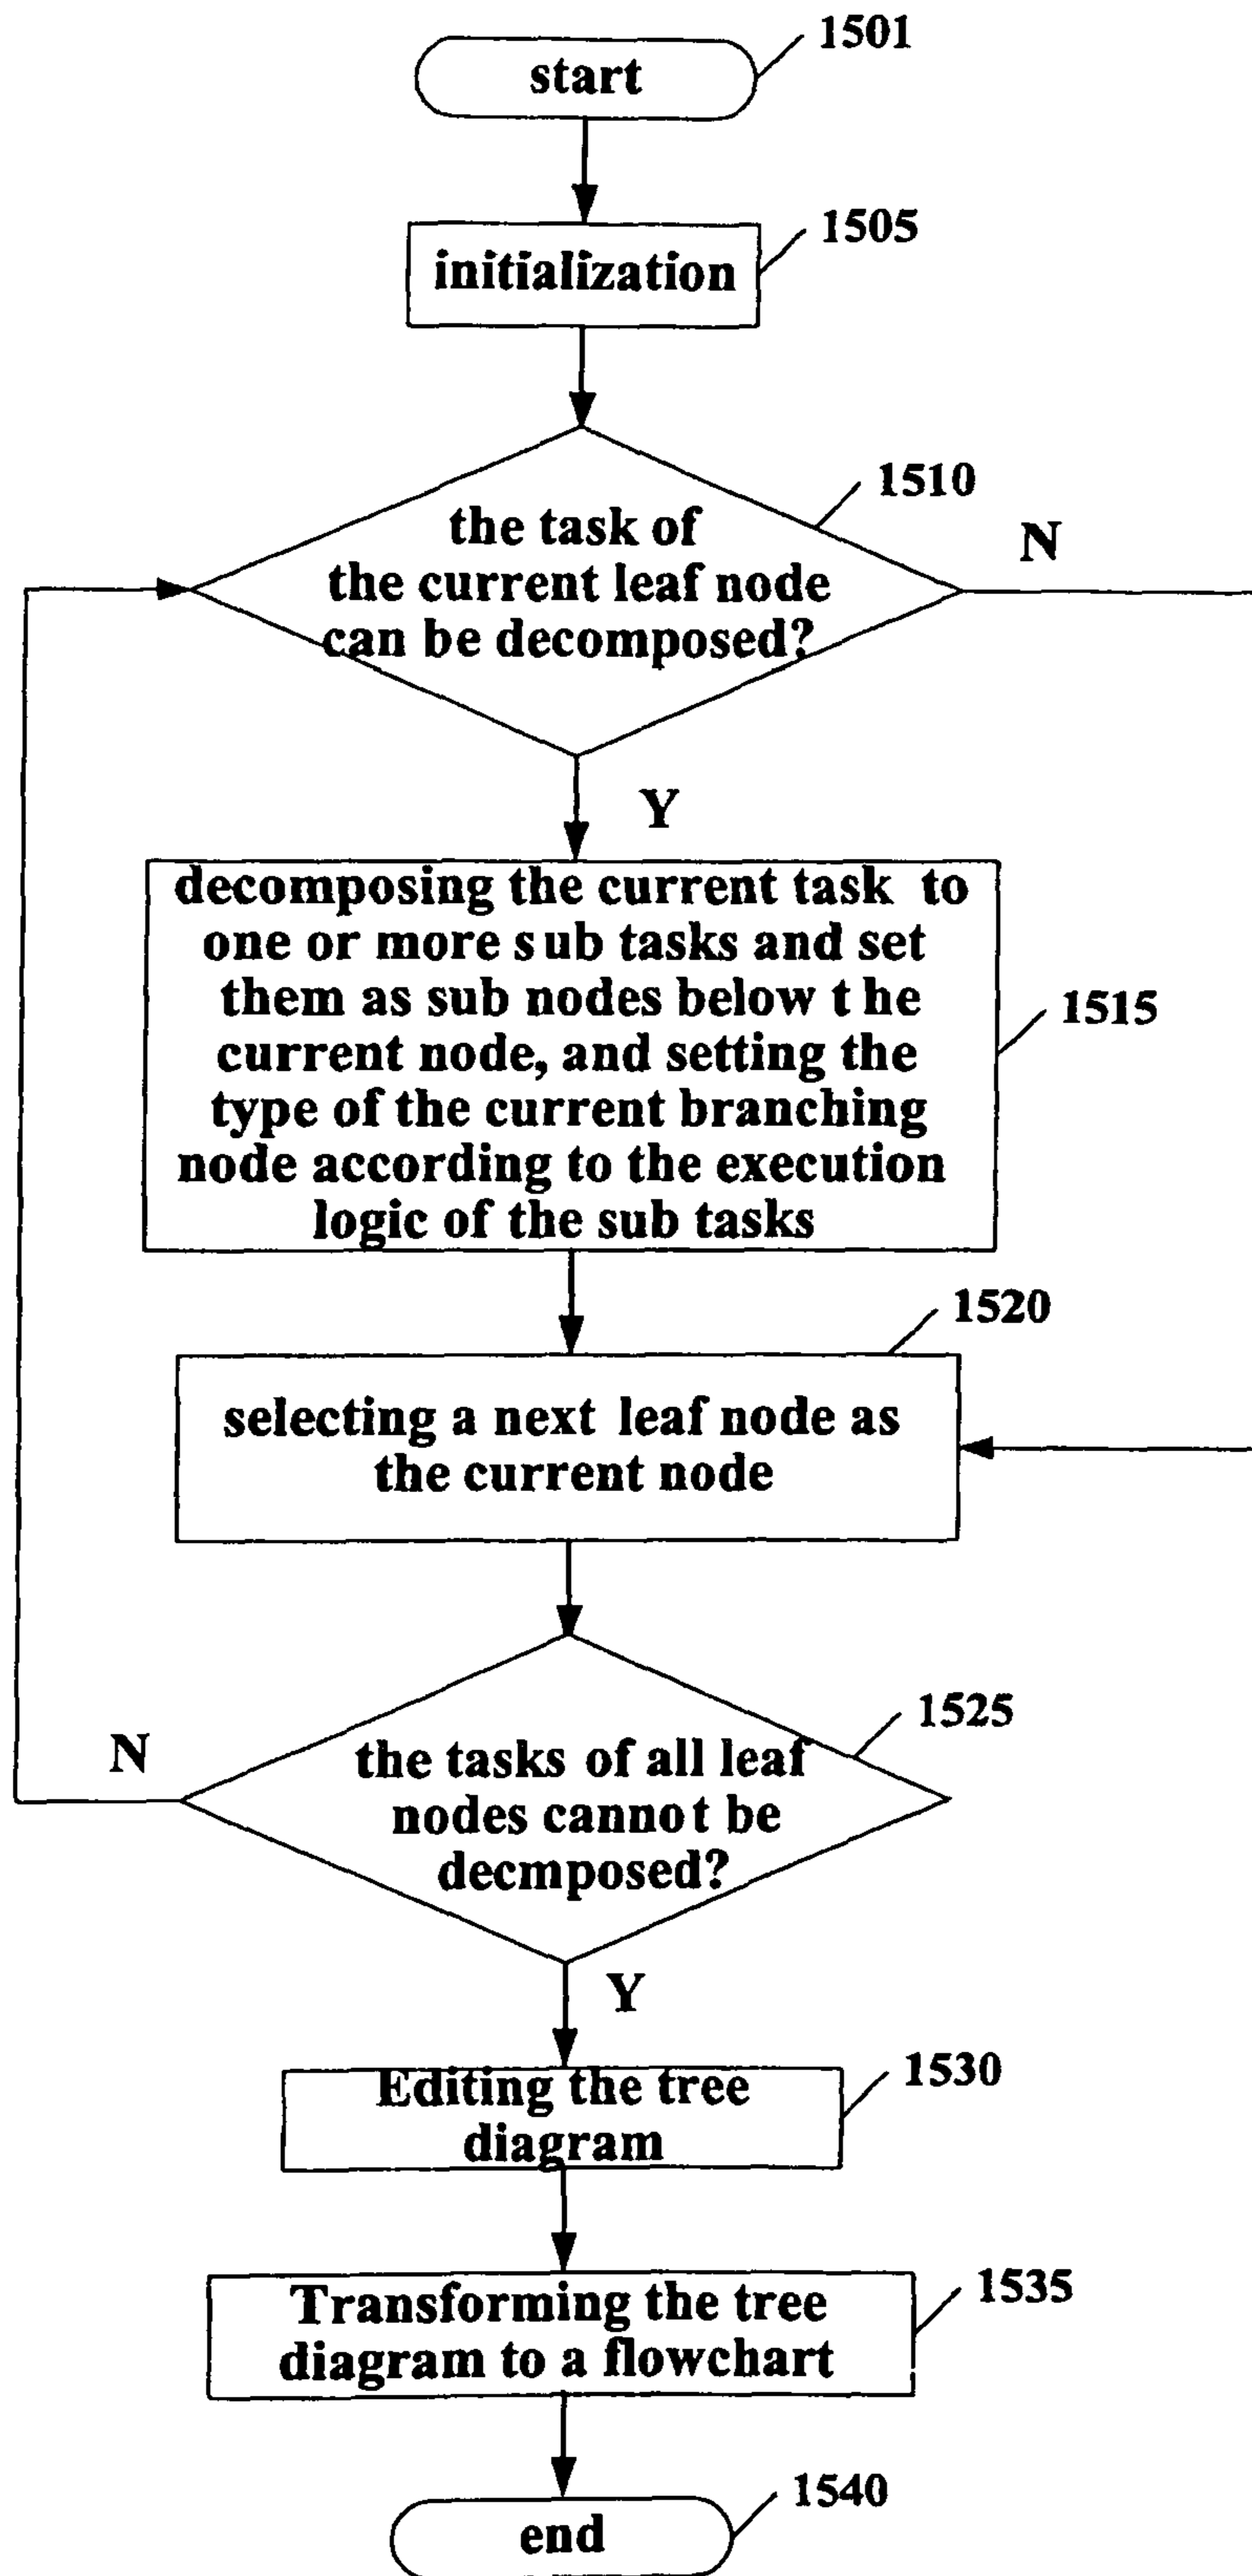 1501
start
1505
initialization
1510
N
the task of
the current leaf node
can be decomposed?
Y
decomposing the current task to
one or more sub tasks and set
them as sub nodes below t he
current node, and setting the
type of the current branching
node according to the execution
logic of the sub tasks
1515
1520
selecting a next leaf node as
the current node
1525
N
the tasks of all leaf
nodes cannot be
decmposed?
Y
1530
Editing the tree
diagram
1535
Transforming the tree
diagram to a flowchart
1540
end